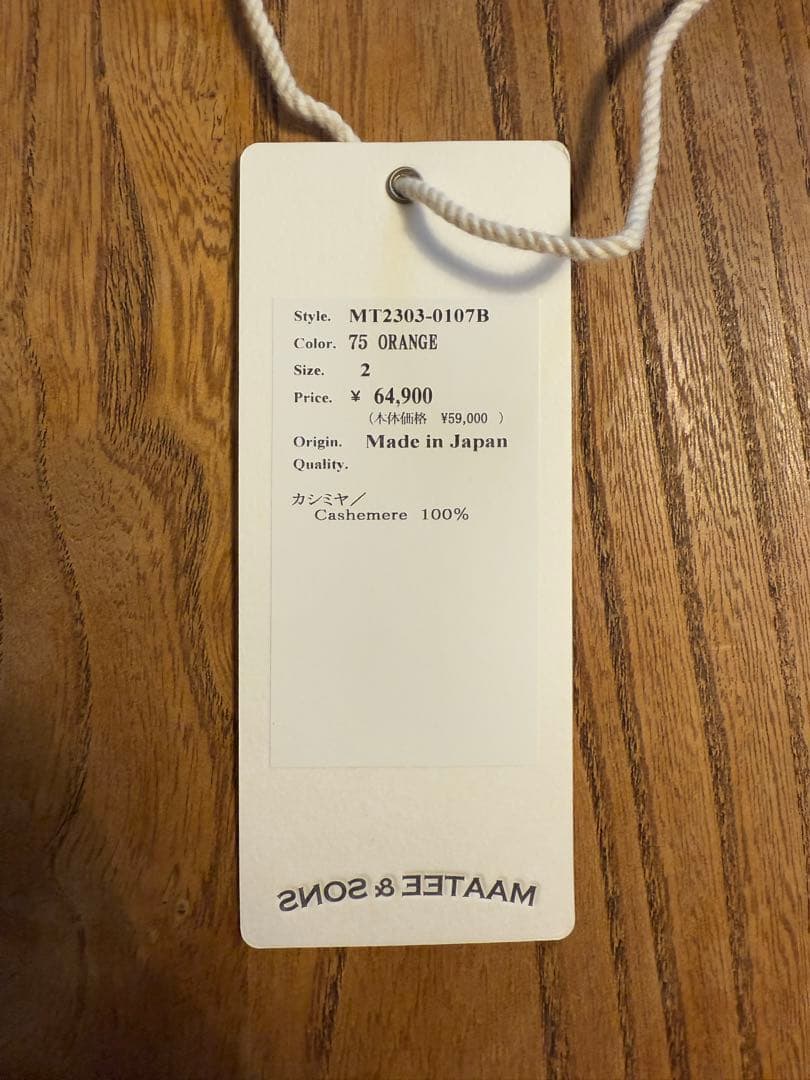 Style. MT2303-0107B
Color. 75 ORANGE
Size. 2
Price. ¥ 64,900
(本体価格 ¥59,000 )
Origin. Made in Japan
Quality.
カシミヤ／
Cashemere 100%
MAATEE & SONS